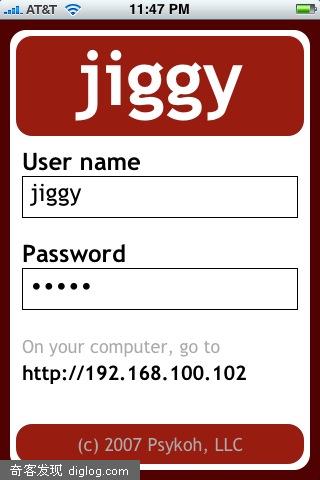 AT&T 11:47 PM
jiggy
User name
jiggy
Password
•••••
On your computer, go to
http://192.168.100.102
(c) 2007 Psykoh, LLC
奇客发现 diglog.com